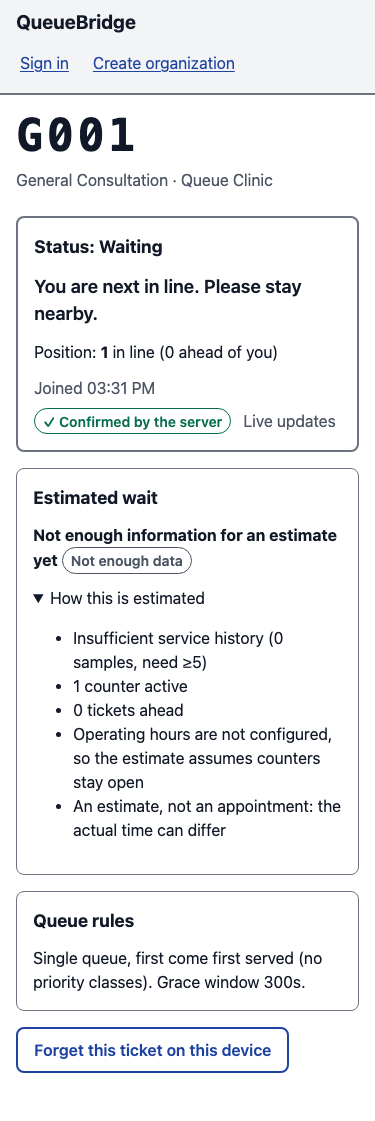 QueueBridge
Sign in Create organization
G001
General Consultation · Queue Clinic
Status: Waiting
You are next in line. Please stay
nearby.
Position: 1 in line (0 ahead of you)
Joined 03:31 PM
✓ Confirmed by the server Live updates
Estimated wait
Not enough information for an estimate
yet Not enough data
▼ How this is estimated
• Insufficient service history (0
samples, need ≥5)
• 1 counter active
• 0 tickets ahead
• Operating hours are not configured,
so the estimate assumes counters
stay open
• An estimate, not an appointment: the
actual time can differ
Queue rules
Single queue, first come first served (no
priority classes). Grace window 300s.
Forget this ticket on this device